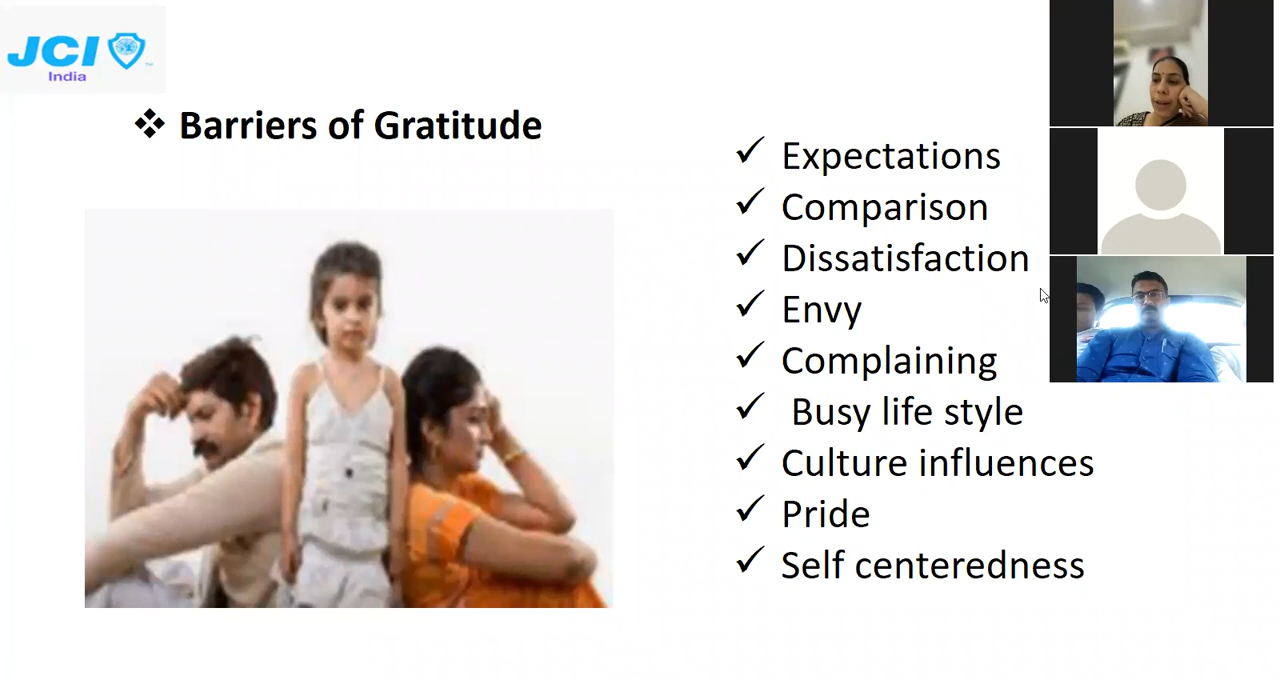 JCI
India
Barriers of Gratitude
Expectations
Comparison
Dissatisfaction
Envy
Complaining
Busy life style
Culture influences
Pride
Self centeredness